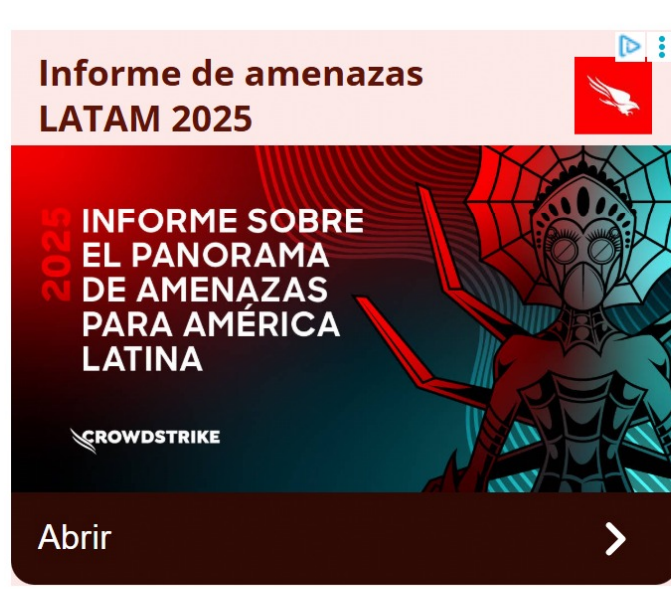 Informe de amenazas
LATAM 2025
2025
INFORME SOBRE
EL PANORAMA
DE AMENAZAS
PARA AMÉRICA
LATINA
CROWDSTRIKE
Abrir